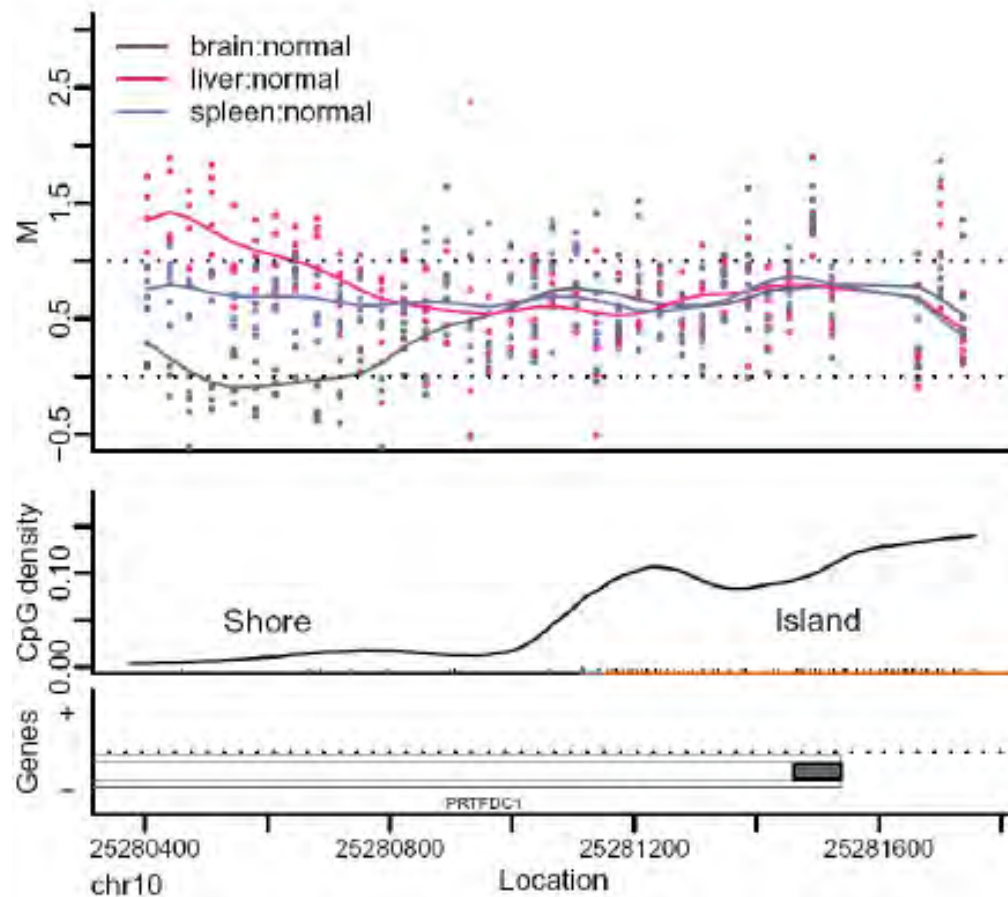 brain:normal
liver:normal
spleen:normal
M
2.5
1.5
0.5
−0.5
CpG density
0.10
0.00
Shore
Island
Genes
+
−
PRTFDC1
25280400
25280800
25281200
25281600
chr10
Location